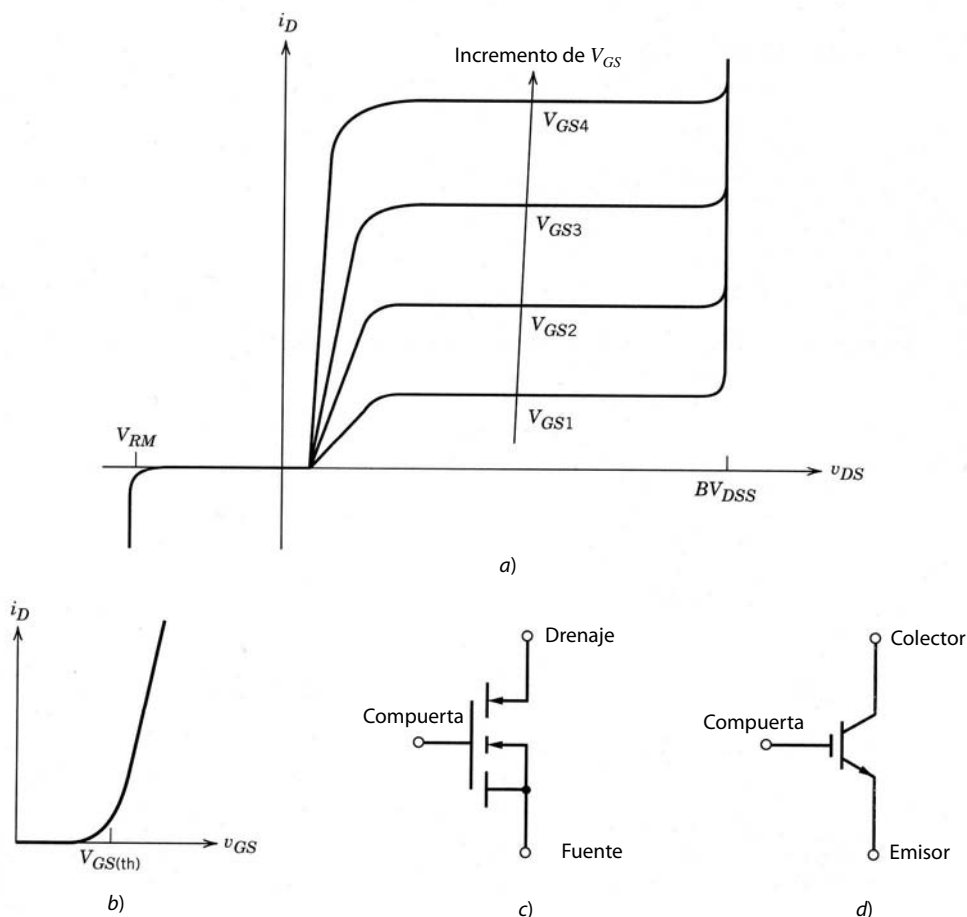 i_D
Incremento de V_GS
V_GS4
V_GS3
V_GS2
V_GS1
V_RM
v_DS
BV_DSS
a)
i_D
V_GS(th)
v_GS
b)
Drenaje
Compuerta
Fuente
c)
Colector
Compuerta
Emisor
d)